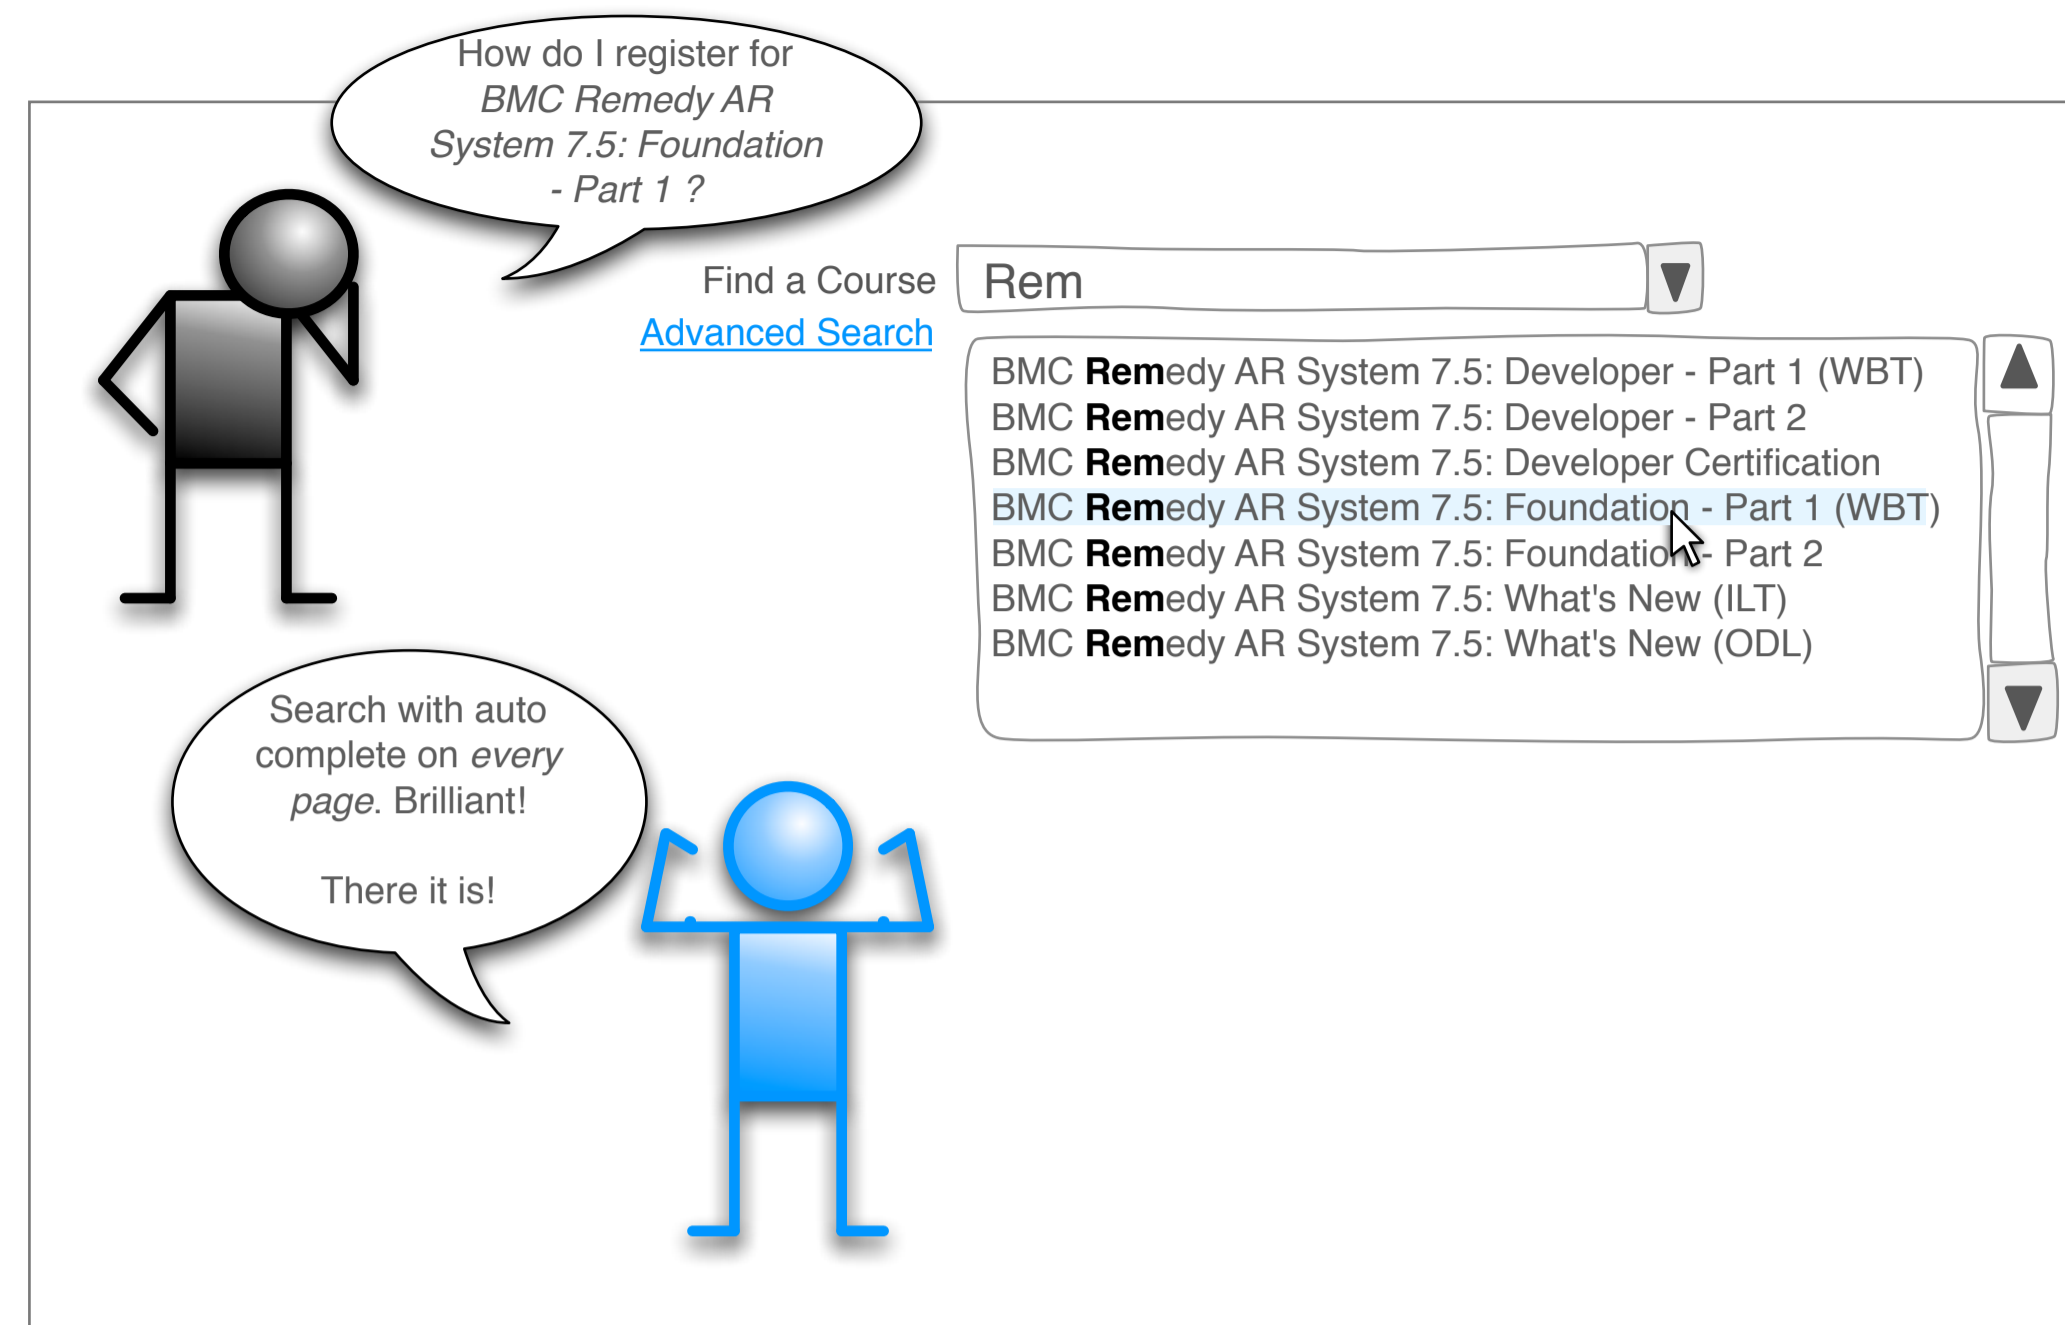 How do I register for
BMC Remedy AR
System 7.5: Foundation
- Part 1 ?
Find a Course
Rem
Advanced Search
BMC Remedy AR System 7.5: Developer - Part 1 (WBT)
BMC Remedy AR System 7.5: Developer - Part 2
BMC Remedy AR System 7.5: Developer Certification
BMC Remedy AR System 7.5: Foundation - Part 1 (WBT)
BMC Remedy AR System 7.5: Foundation - Part 2
BMC Remedy AR System 7.5: What's New (ILT)
BMC Remedy AR System 7.5: What's New (ODL)
Search with auto
complete on every
page. Brilliant!
There it is!